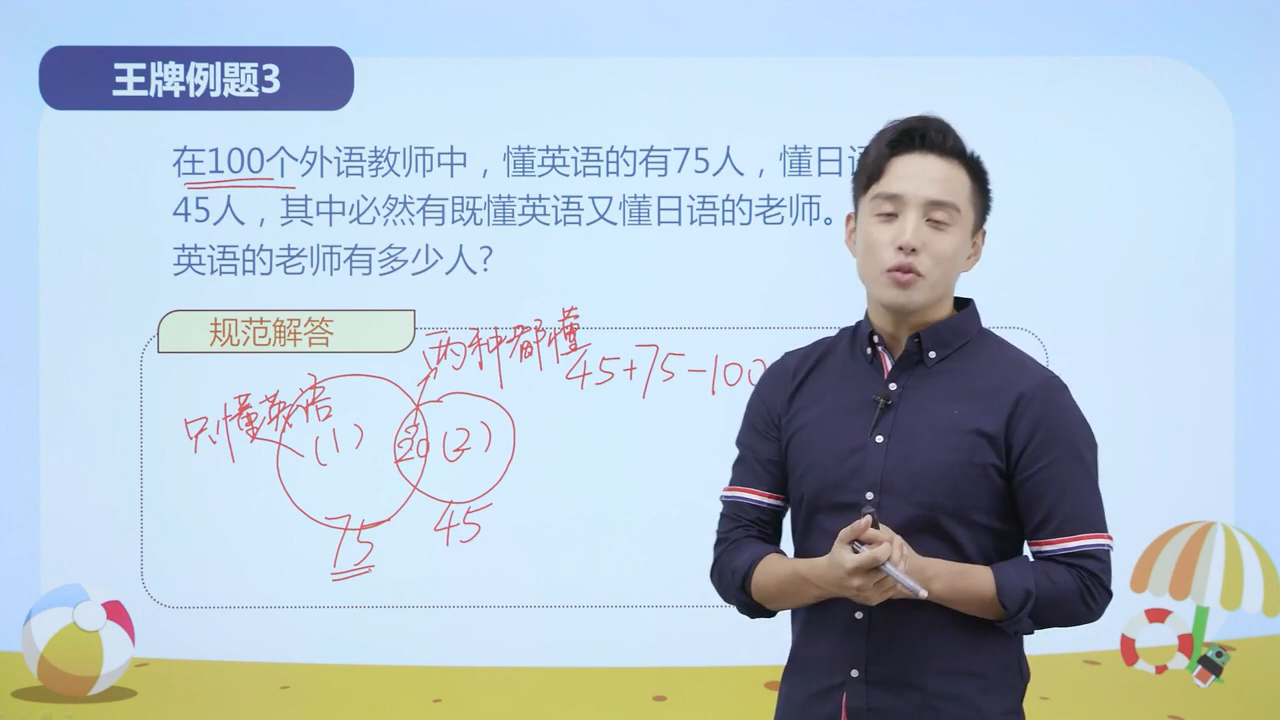 王牌例题3
在100个外语教师中，懂英语的有75人，懂日语
45人，其中必然有既懂英语又懂日语的老师。
英语的老师有多少人?
规范解答
两种都懂
45+75-100
只懂英语
(1)
20
(2)
75
45